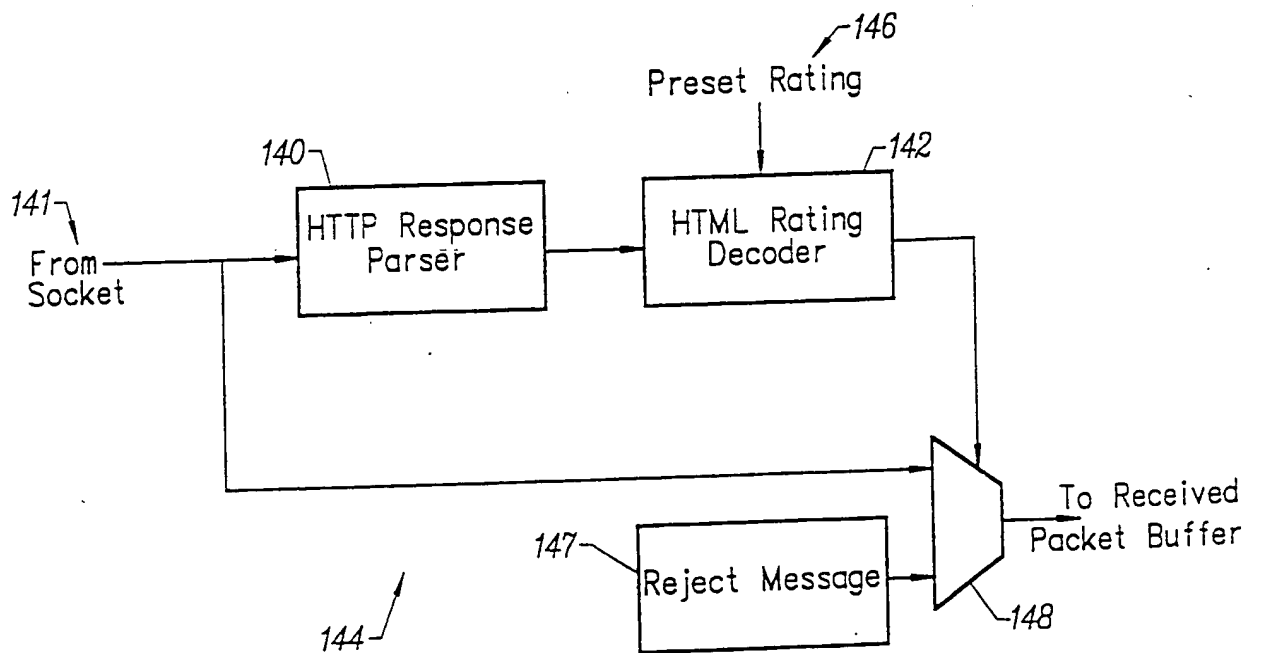 146
Preset Rating
140
142
141
HTTP Response
Parser
HTML Rating
Decoder
From
Socket
To Received
Packet Buffer
147
Reject Message
148
144